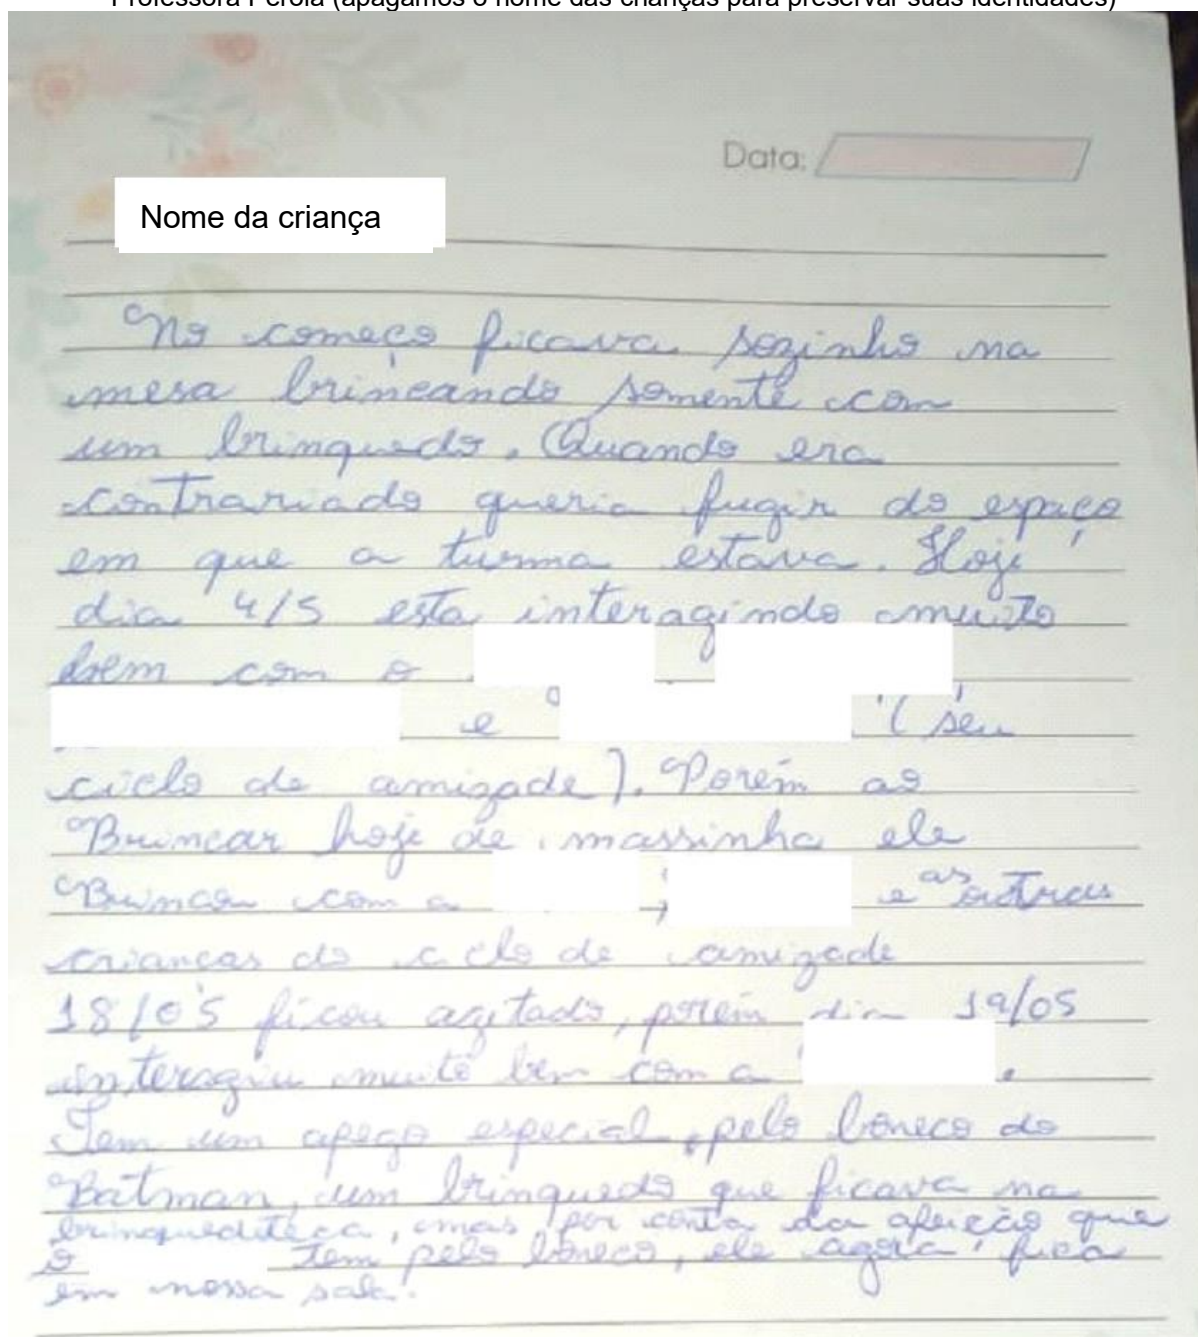 Professora Pérola (apagamos o nome das crianças para preservar suas identidades)
Data:
Nome da criança
No começo ficava sozinho na
mesa brincando somente com
um brinquedo. Quando era
contrariado queria fugir do espaço
em que a turma estava. Hoje
dia 4/5 esta interagindo muito
bem com o
e (seu
ciclo de amizade). Porém ao
Brincar hoje de massinha ele
Brincou com a , e as outras
crianças do ciclo de amizade
18/05 ficou agitado, porém dia 19/05
interagiu muito bem com a .
Tem um apego especial, pelo boneco do
Batman, um brinquedo que ficava na
brinquedoteca, mas por conta da afeição que
o tem pelo boneco, ele agora fica
em nossa sala.